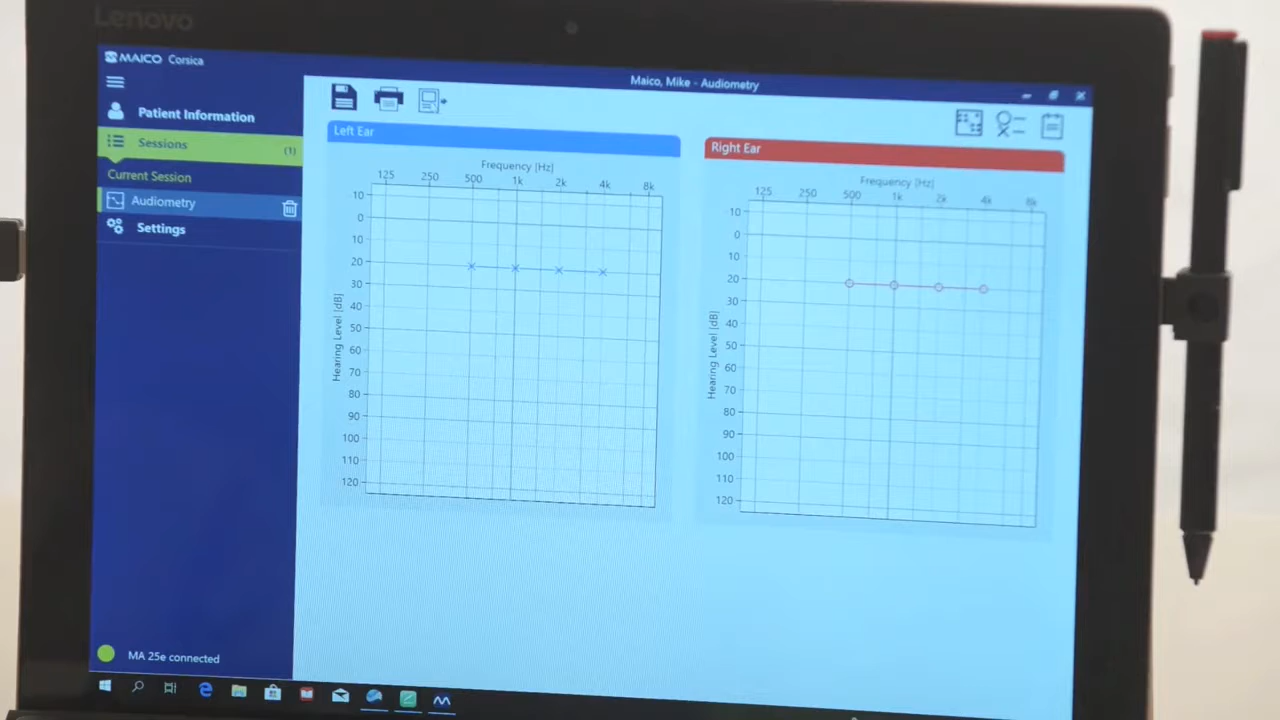 Lenovo
MAICO Corsica
Maico, Mike - Audiometry
Patient Information
Sessions (1)
Current Session
Audiometry
Settings
MA 25e connected
Left Ear
Frequency [Hz]
125 250 500 1k 2k 4k 8k
Hearing Level [dB]
10
0
10
20
30
40
50
60
70
80
90
100
110
120
Right Ear
Frequency [Hz]
125 250 500 1k 2k 4k 8k
Hearing Level [dB]
10
0
10
20
30
40
50
60
70
80
90
100
110
120